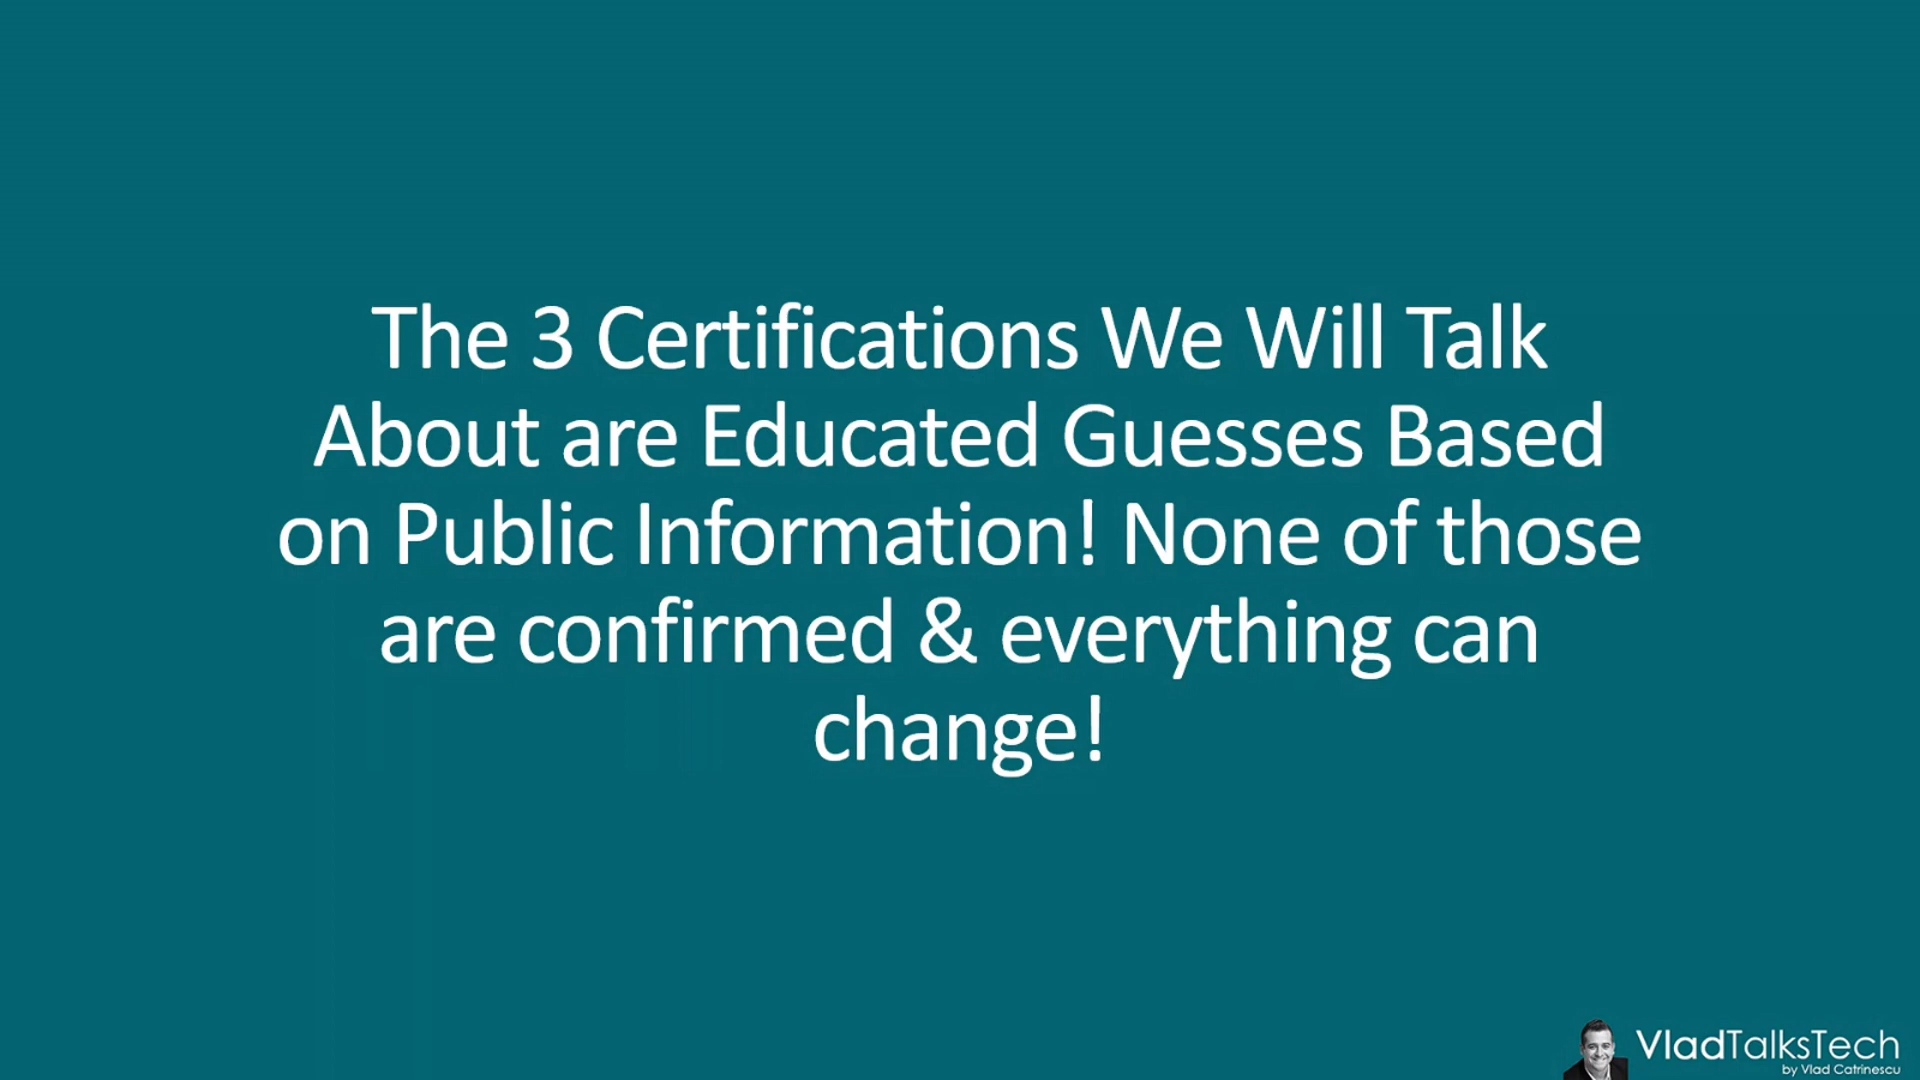 The 3 Certifications We Will Talk
About are Educated Guesses Based
on Public Information! None of those
are confirmed & everything can
change!
VladTalksTech
by Vlad Catrinescu